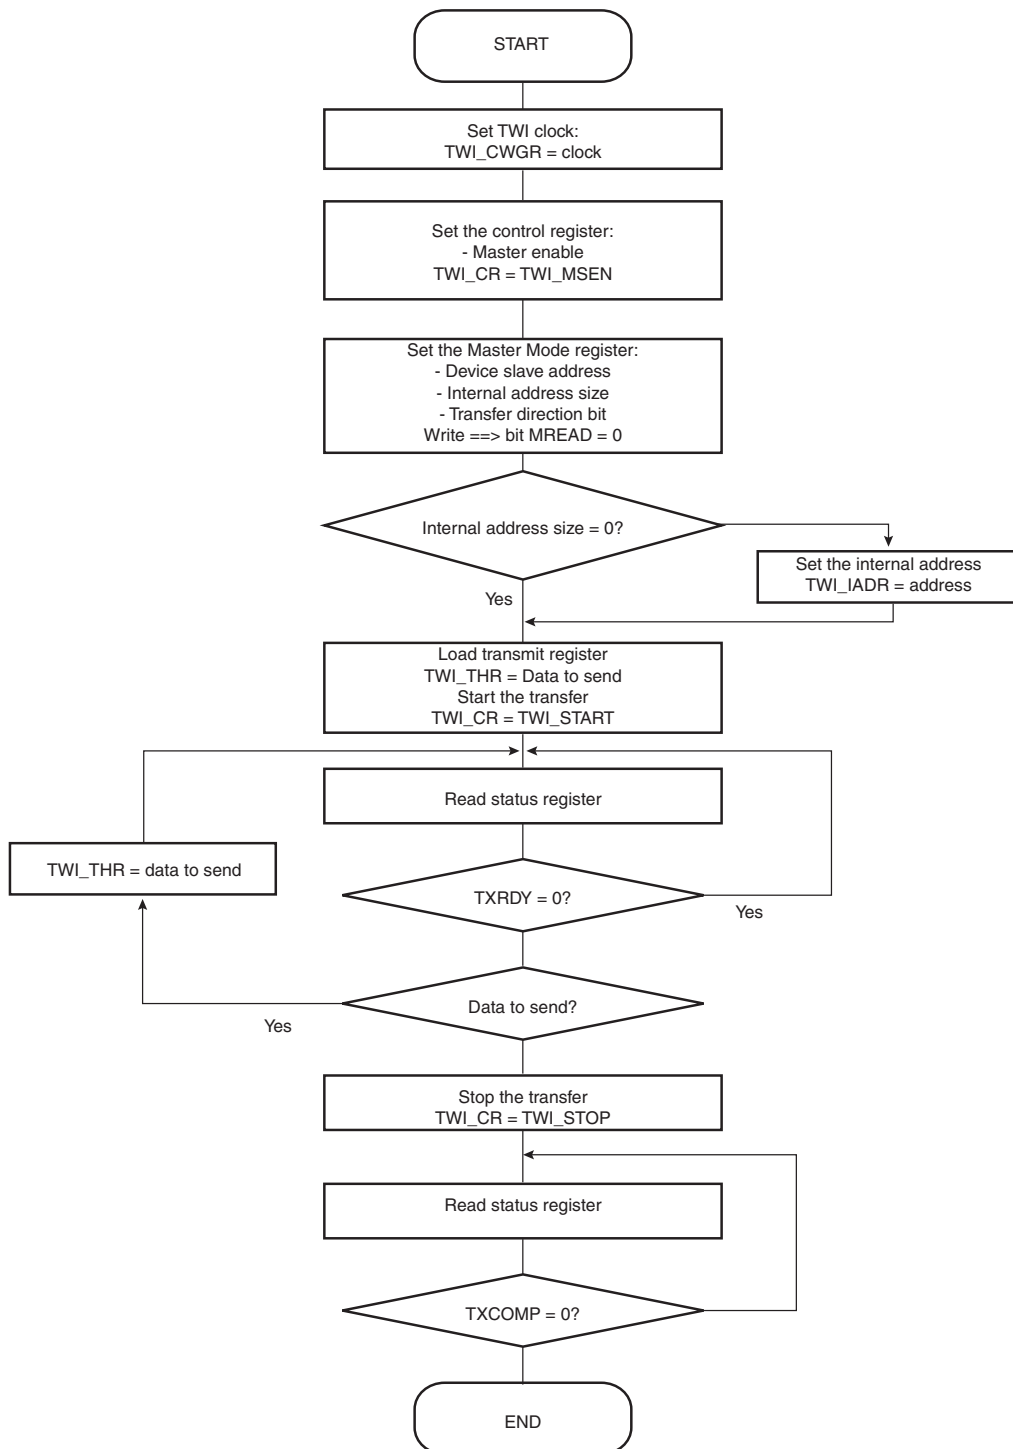 START
Set TWI clock:
TWI_CWGR = clock
Set the control register:
- Master enable
TWI_CR = TWI_MSEN
Set the Master Mode register:
- Device slave address
- Internal address size
- Transfer direction bit
Write ==> bit MREAD = 0
Internal address size = 0?
Set the internal address
TWI_IADR = address
Yes
Load transmit register
TWI_THR = Data to send
Start the transfer
TWI_CR = TWI_START
Read status register
TWI_THR = data to send
TXRDY = 0?
Yes
Data to send?
Yes
Stop the transfer
TWI_CR = TWI_STOP
Read status register
TXCOMP = 0?
END